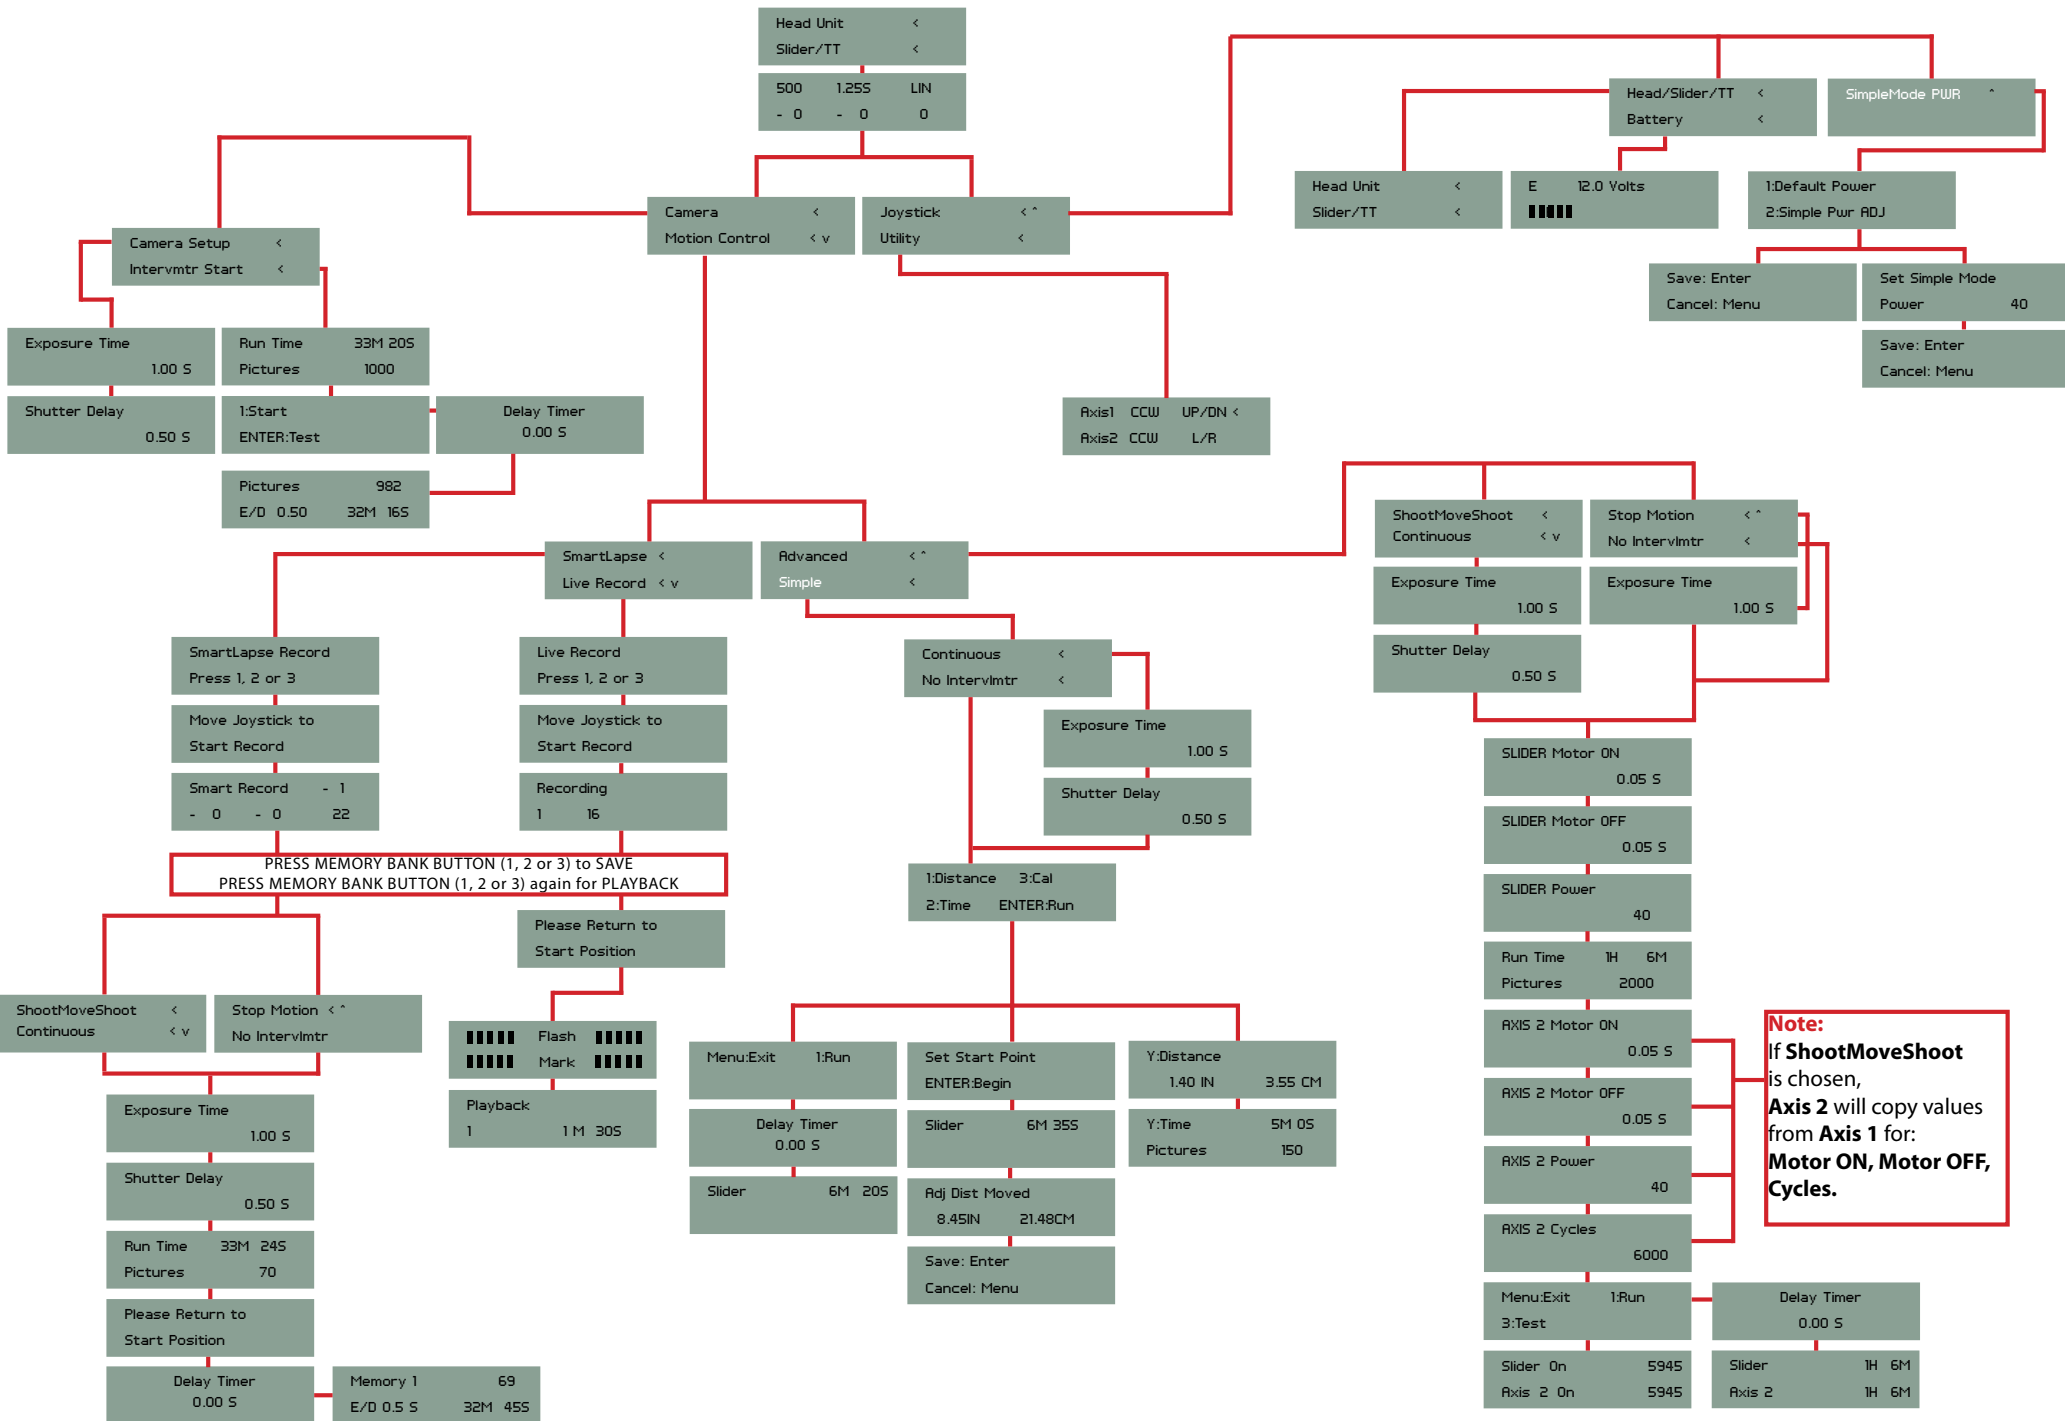 Head Unit <
Slider/TT <
500 1.25S LIN
- 0 - 0 0
Head/Slider/TT <
Battery <
SimpleMode PWR ^
Head Unit <
Slider/TT <
E 12.0 Volts
1:Default Power
2:Simple Pwr ADJ
Camera <
Motion Control < v
Joystick < ^
Utility <
Camera Setup <
Intervmtr Start <
Save: Enter
Cancel: Menu
Set Simple Mode
Power 40
Save: Enter
Cancel: Menu
Exposure Time
1.00 S
Run Time 33M 20S
Pictures 1000
Shutter Delay
0.50 S
1:Start
ENTER:Test
Delay Timer
0.00 S
Pictures 982
E/D 0.50 32M 16S
Axis1 CCW UP/DN <
Axis2 CCW L/R
SmartLapse <
Live Record < v
Advanced < ^
Simple <
ShootMoveShoot <
Continuous < v
Stop Motion < ^
No Intervlmtr <
Exposure Time
1.00 S
Exposure Time
1.00 S
Shutter Delay
0.50 S
SmartLapse Record
Press 1, 2 or 3
Live Record
Press 1, 2 or 3
Continuous <
No Intervlmtr <
Move Joystick to
Start Record
Move Joystick to
Start Record
Exposure Time
1.00 S
Smart Record - 1
- 0 - 0 22
Recording
1 16
Shutter Delay
0.50 S
PRESS MEMORY BANK BUTTON (1, 2 or 3) to SAVE
PRESS MEMORY BANK BUTTON (1, 2 or 3) again for PLAYBACK
1:Distance 3:Cal
2:Time ENTER:Run
Please Return to
Start Position
ShootMoveShoot <
Continuous < v
Stop Motion < ^
No Intervlmtr
Flash
Mark
Playback
1 1 M 30S
Exposure Time
1.00 S
Shutter Delay
0.50 S
Run Time 33M 24S
Pictures 70
Please Return to
Start Position
Delay Timer
0.00 S
Memory 1 69
E/D 0.5 S 32M 45S
Menu:Exit 1:Run
Delay Timer
0.00 S
Slider 6M 20S
Set Start Point
ENTER:Begin
Slider 6M 35S
Adj Dist Moved
8.45IN 21.48CM
Save: Enter
Cancel: Menu
Y:Distance
1.40 IN 3.55 CM
Y:Time 5M 0S
Pictures 150
SLIDER Motor ON
0.05 S
SLIDER Motor OFF
0.05 S
SLIDER Power
40
Run Time 1H 6M
Pictures 2000
AXIS 2 Motor ON
0.05 S
AXIS 2 Motor OFF
0.05 S
AXIS 2 Power
40
AXIS 2 Cycles
6000
Menu:Exit 1:Run
3:Test
Delay Timer
0.00 S
Slider On 5945
Axis 2 On 5945
Slider 1H 6M
Axis 2 1H 6M
Note:
If ShootMoveShoot
is chosen,
Axis 2 will copy values
from Axis 1 for:
Motor ON, Motor OFF,
Cycles.